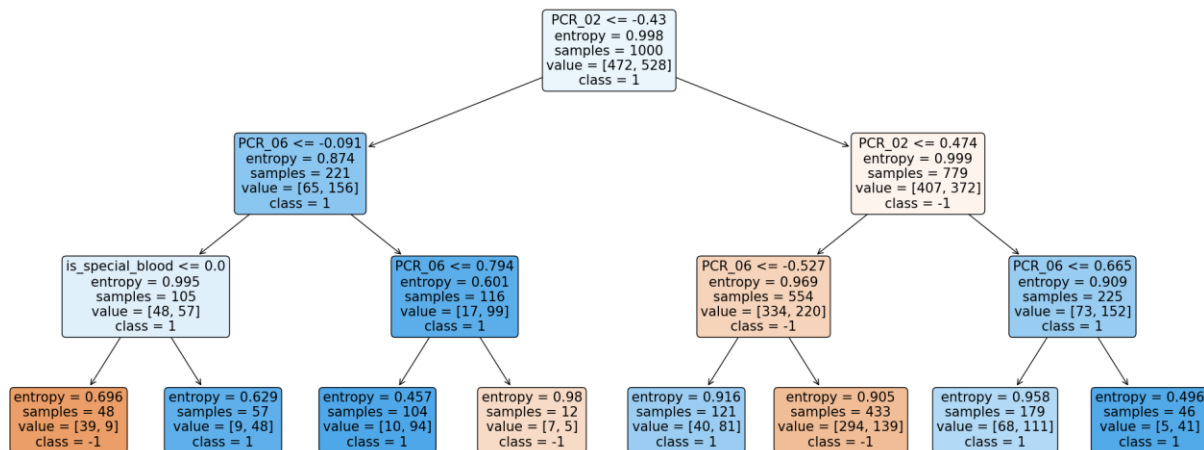 PCR_02 <= -0.43
entropy = 0.998
samples = 1000
value = [472, 528]
class = 1
PCR_06 <= -0.091
entropy = 0.874
samples = 221
value = [65, 156]
class = 1
PCR_02 <= 0.474
entropy = 0.999
samples = 779
value = [407, 372]
class = -1
is_special_blood <= 0.0
entropy = 0.995
samples = 105
value = [48, 57]
class = 1
PCR_06 <= 0.794
entropy = 0.601
samples = 116
value = [17, 99]
class = 1
PCR_06 <= -0.527
entropy = 0.969
samples = 554
value = [334, 220]
class = -1
PCR_06 <= 0.665
entropy = 0.909
samples = 225
value = [73, 152]
class = 1
entropy = 0.696
samples = 48
value = [39, 9]
class = -1
entropy = 0.629
samples = 57
value = [9, 48]
class = 1
entropy = 0.457
samples = 104
value = [10, 94]
class = 1
entropy = 0.98
samples = 12
value = [7, 5]
class = -1
entropy = 0.916
samples = 121
value = [40, 81]
class = 1
entropy = 0.905
samples = 433
value = [294, 139]
class = -1
entropy = 0.958
samples = 179
value = [68, 111]
class = 1
entropy = 0.496
samples = 46
value = [5, 41]
class = 1